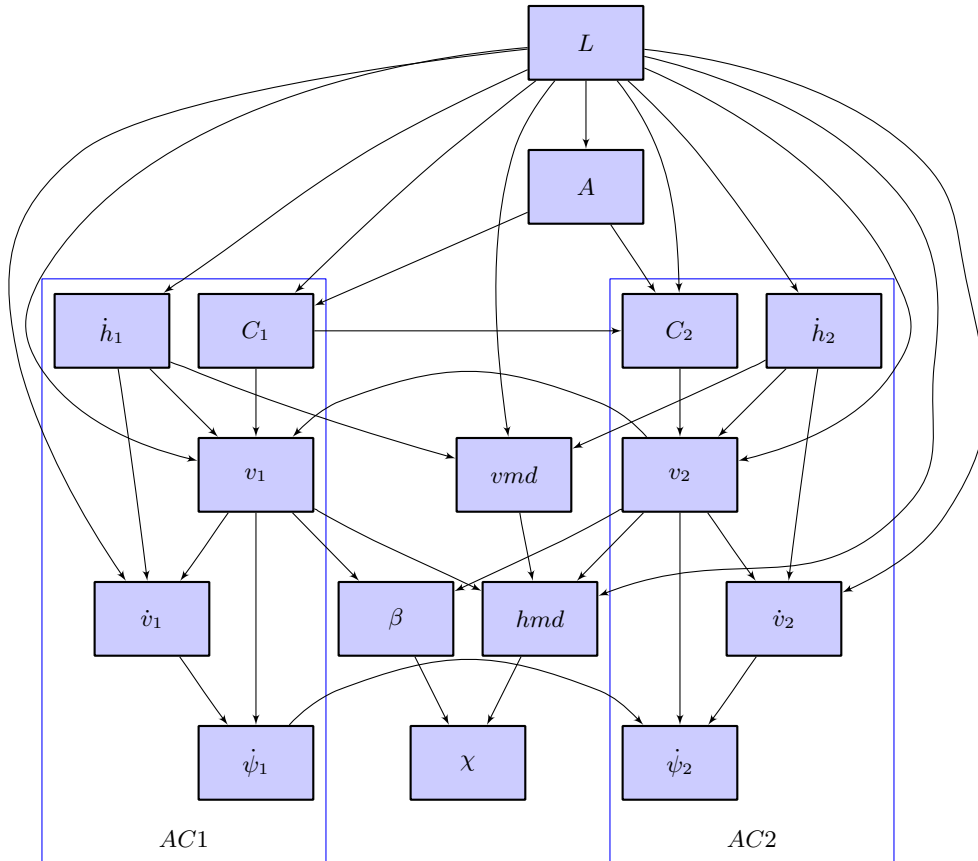 L
A
ḣ₁ C₁ C₂ ḣ₂
v₁ vmd v₂
v̇₁ β hmd v̇₂
ψ̇₁ χ ψ̇₂
AC1 AC2